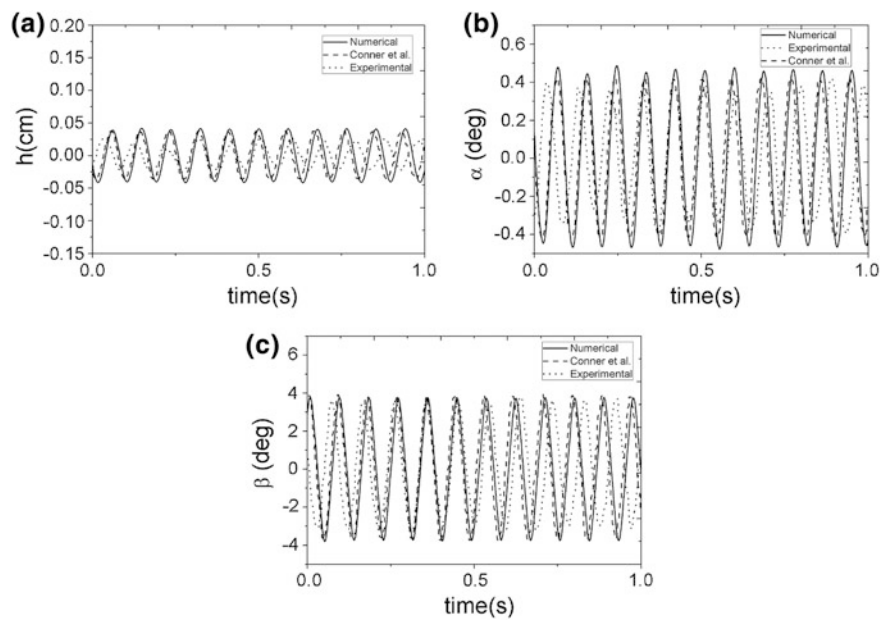 (a)
0.20
0.15
0.10
0.05
0.00
-0.05
-0.10
-0.15
h(cm)
Numerical
Conner et al.
Experimental
0.0
0.5
1.0
time(s)
(b)
0.6
0.4
0.2
0.0
-0.2
-0.4
α (deg)
Numerical
Experimental
Conner et al.
0.0
0.5
1.0
time(s)
(c)
6
4
2
0
-2
-4
β (deg)
Numerical
Conner et al.
Experimental
0.0
0.5
1.0
time(s)